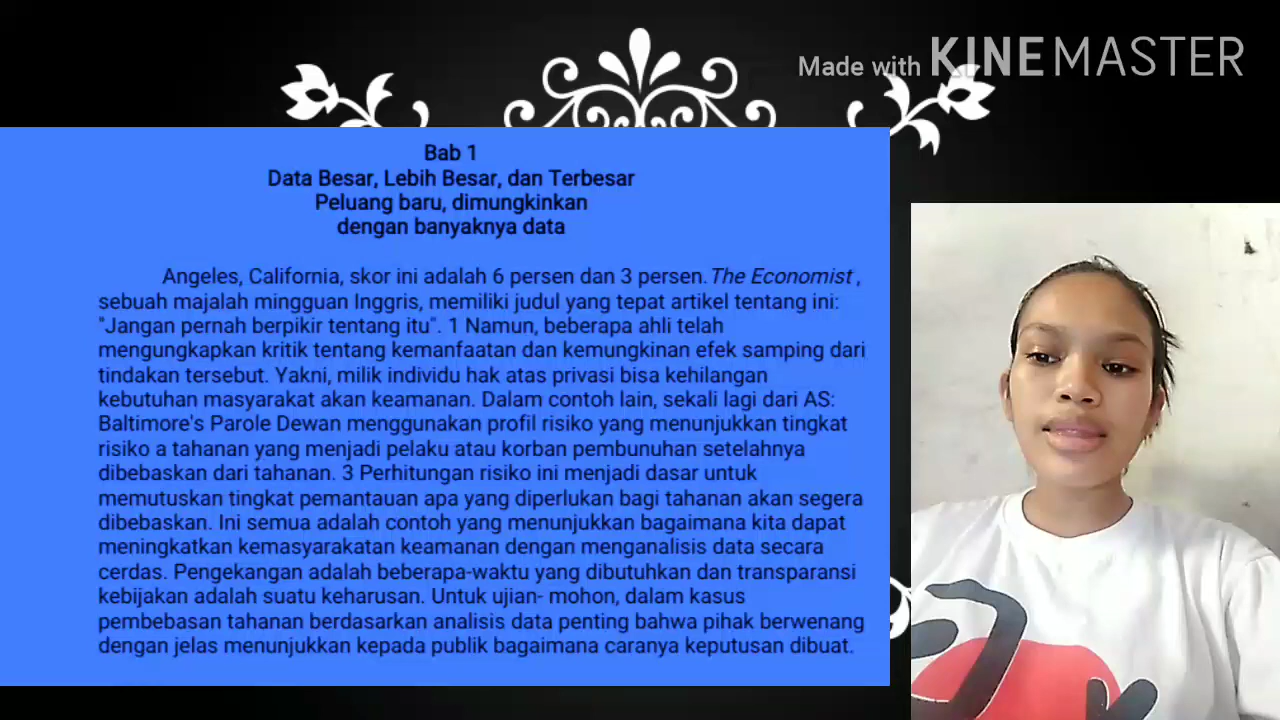 Made with KINEMASTER
Bab 1
Data Besar, Lebih Besar, dan Terbesar
Peluang baru, dimungkinkan
dengan banyaknya data
Angeles, California, skor ini adalah 6 persen dan 3 persen. The Economist ,
sebuah majalah mingguan Inggris, memiliki judul yang tepat artikel tentang ini:
"Jangan pernah berpikir tentang itu". 1 Namun, beberapa ahli telah
mengungkapkan kritik tentang kemanfaatan dan kemungkinan efek samping dari
tindakan tersebut. Yakni, milik individu hak atas privasi bisa kehilangan
kebutuhan masyarakat akan keamanan. Dalam contoh lain, sekali lagi dari AS:
Baltimore's Parole Dewan menggunakan profil risiko yang menunjukkan tingkat
risiko a tahanan yang menjadi pelaku atau korban pembunuhan setelahnya
dibebaskan dari tahanan. 3 Perhitungan risiko ini menjadi dasar untuk
memutuskan tingkat pemantauan apa yang diperlukan bagi tahanan akan segera
dibebaskan. Ini semua adalah contoh yang menunjukkan bagaimana kita dapat
meningkatkan kemasyarakatan keamanan dengan menganalisis data secara
cerdas. Pengekangan adalah beberapa-waktu yang dibutuhkan dan transparansi
kebijakan adalah suatu keharusan. Untuk ujian- mohon, dalam kasus
pembebasan tahanan berdasarkan analisis data penting bahwa pihak berwenang
dengan jelas menunjukkan kepada publik bagaimana caranya keputusan dibuat.